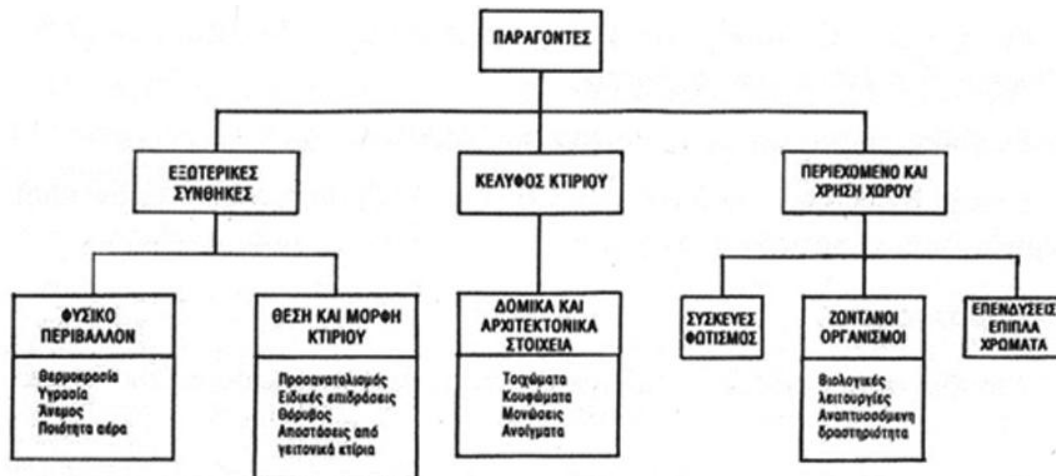 ΠΑΡΑΓΟΝΤΕΣ
ΕΞΩΤΕΡΙΚΕΣ
ΣΥΝΘΗΚΕΣ
ΚΕΛΥΦΟΣ ΚΤΙΡΙΟΥ
ΠΕΡΙΕΧΟΜΕΝΟ ΚΑΙ
ΧΡΗΣΗ ΧΩΡΟΥ
ΦΥΣΙΚΟ
ΠΕΡΙΒΑΛΛΟΝ
Θερμοκρασία
Υγρασία
Άνεμος
Ποιότητα αέρα
ΘΕΣΗ ΚΑΙ ΜΟΡΦΗ
ΚΤΙΡΙΟΥ
Προσανατολισμός
Ειδικές επιδράσεις
Θόρυβος
Αποστάσεις από
γειτονικά κτίρια
ΔΟΜΙΚΑ ΚΑΙ
ΑΡΧΙΤΕΚΤΟΝΙΚΑ
ΣΤΟΙΧΕΙΑ
Τοιχώματα
Κουφώματα
Μονώσεις
Ανοίγματα
ΣΥΣΚΕΥΕΣ
ΦΩΤΙΣΜΟΣ
ΖΩΝΤΑΝΟΙ
ΟΡΓΑΝΙΣΜΟΙ
Βιολογικές
λειτουργίες
Αναπτυσσόμενη
δραστηριότητα
ΕΠΕΝΔΥΣΕΙΣ
ΕΠΙΠΛΑ
ΧΡΩΜΑΤΑ